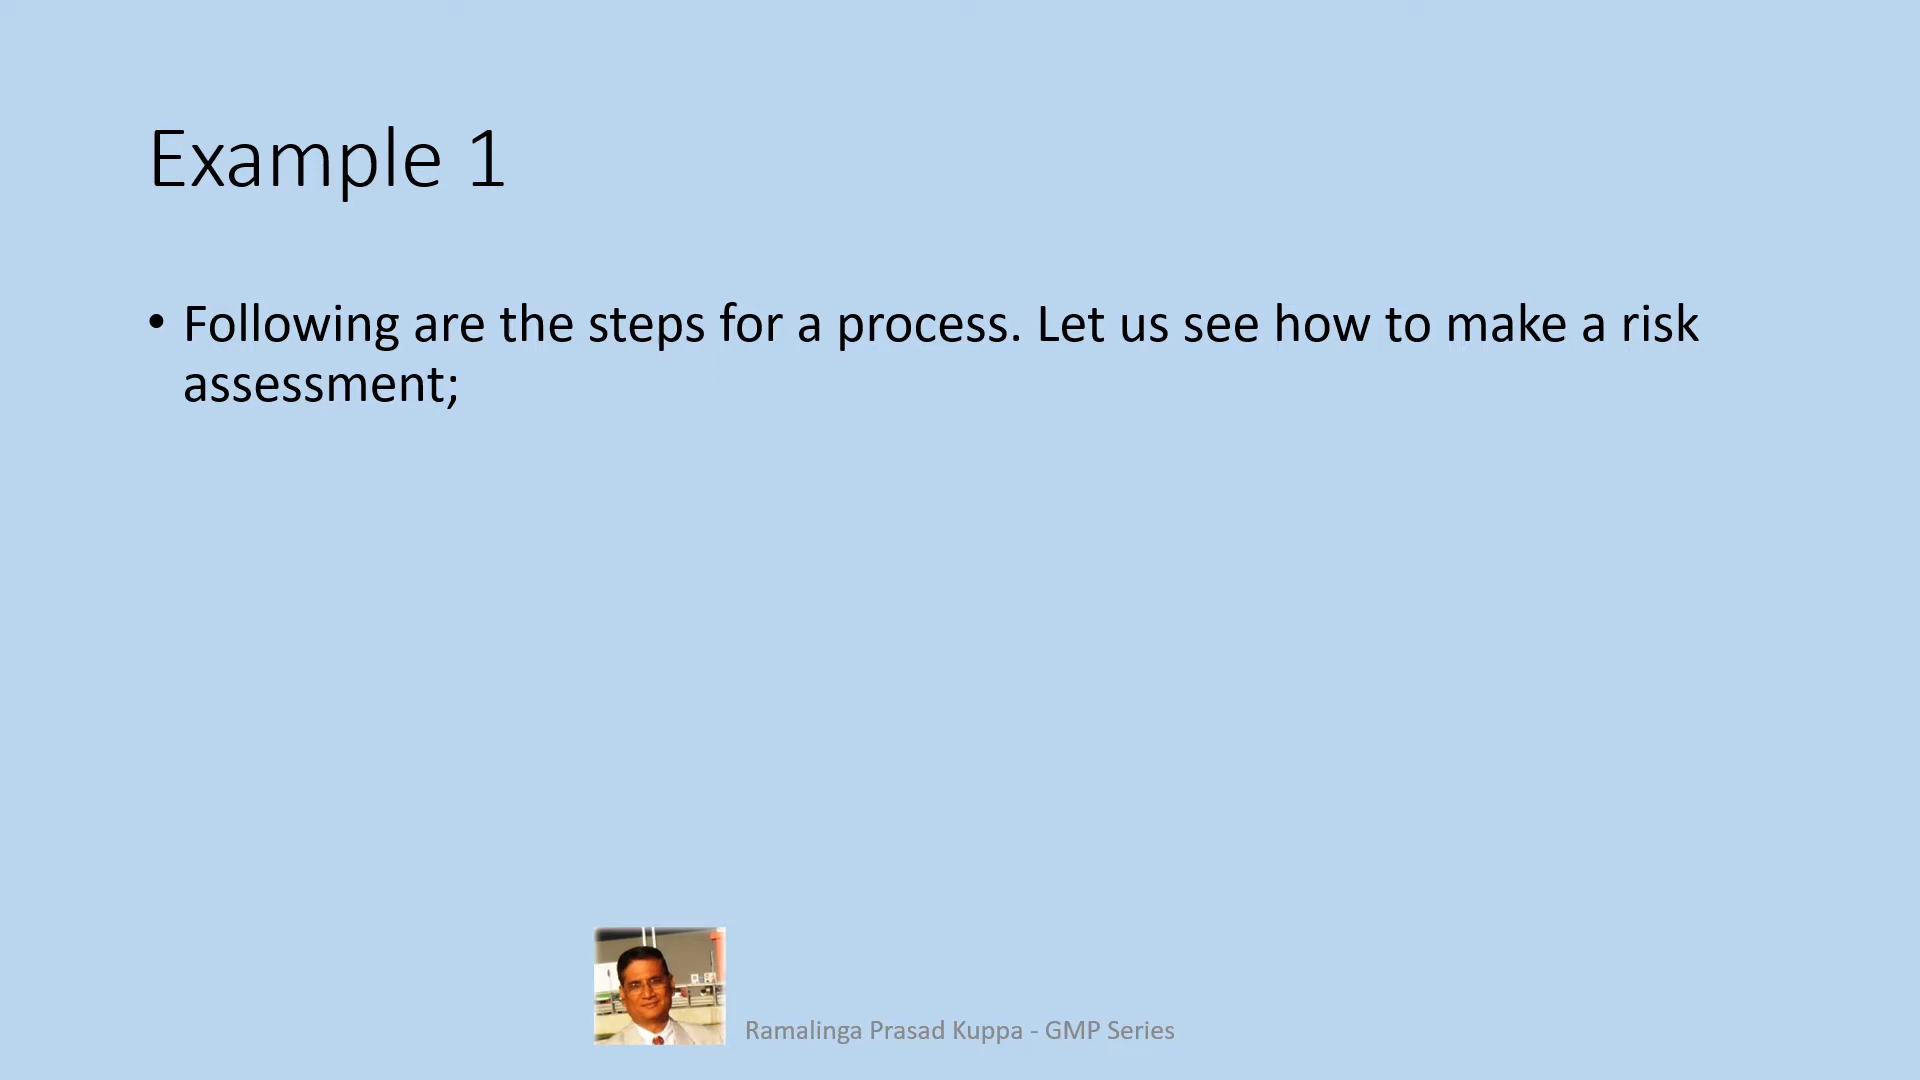 Example 1
• Following are the steps for a process. Let us see how to make a risk
assessment;
Ramalinga Prasad Kuppa - GMP Series